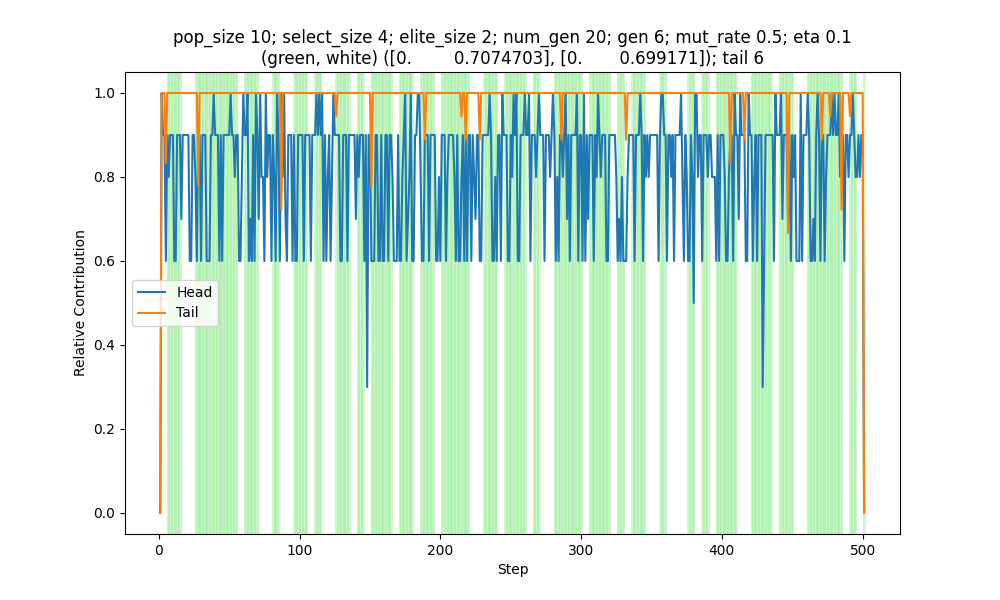 pop_size 10; select_size 4; elite_size 2; num_gen 20; gen 6; mut_rate 0.5; eta 0.1
(green, white) ([0. 0.7074703], [0. 0.699171]); tail 6
1.0
0.8
0.6
0.4
0.2
0.0
Relative Contribution
Head
Tail
0
100
200
300
400
500
Step